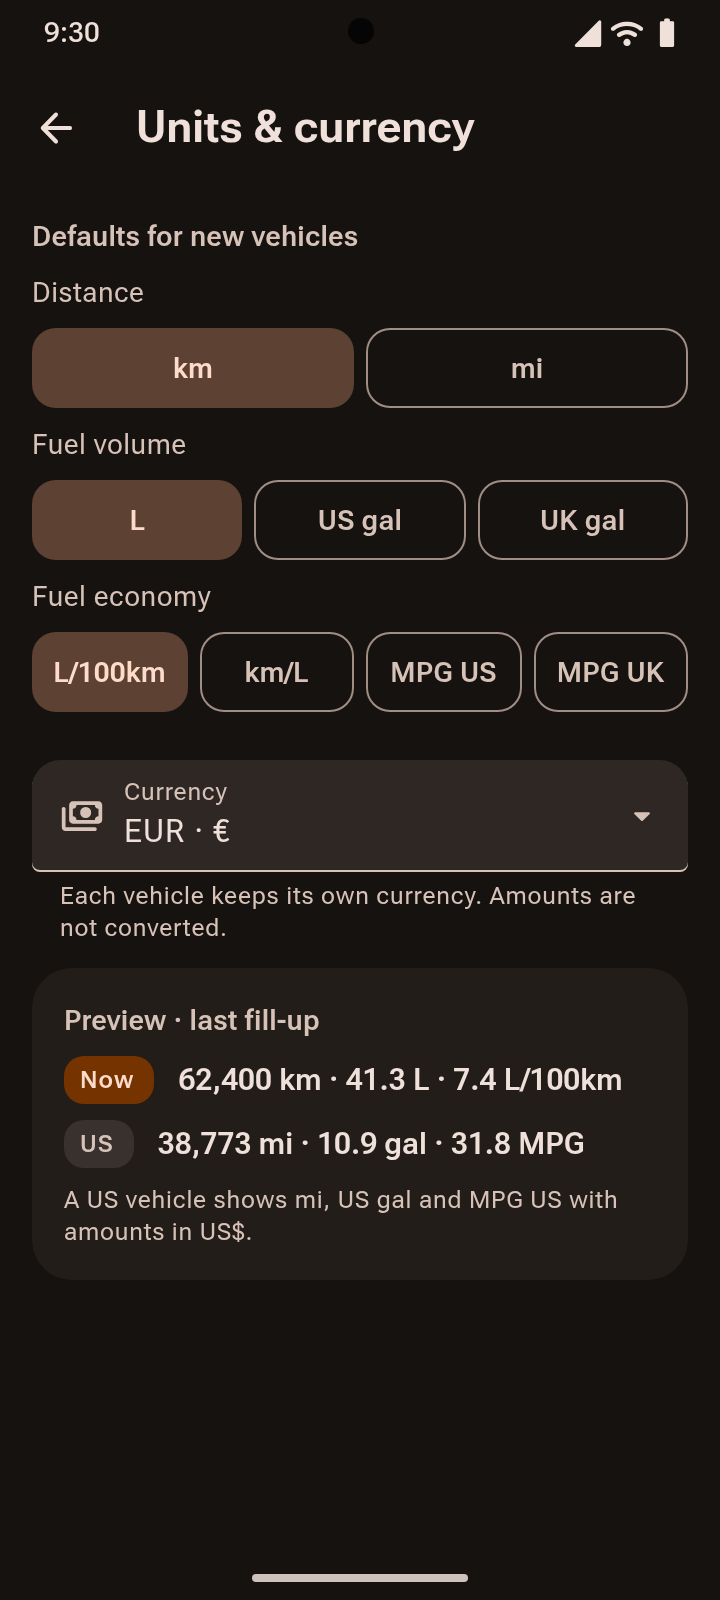 9:30
Units & currency
Defaults for new vehicles
Distance
km mi
Fuel volume
L US gal UK gal
Fuel economy
L/100km km/L MPG US MPG UK
Currency
EUR · €
Each vehicle keeps its own currency. Amounts are
not converted.
Preview · last fill-up
Now 62,400 km · 41.3 L · 7.4 L/100km
US 38,773 mi · 10.9 gal · 31.8 MPG
A US vehicle shows mi, US gal and MPG US with
amounts in US$.